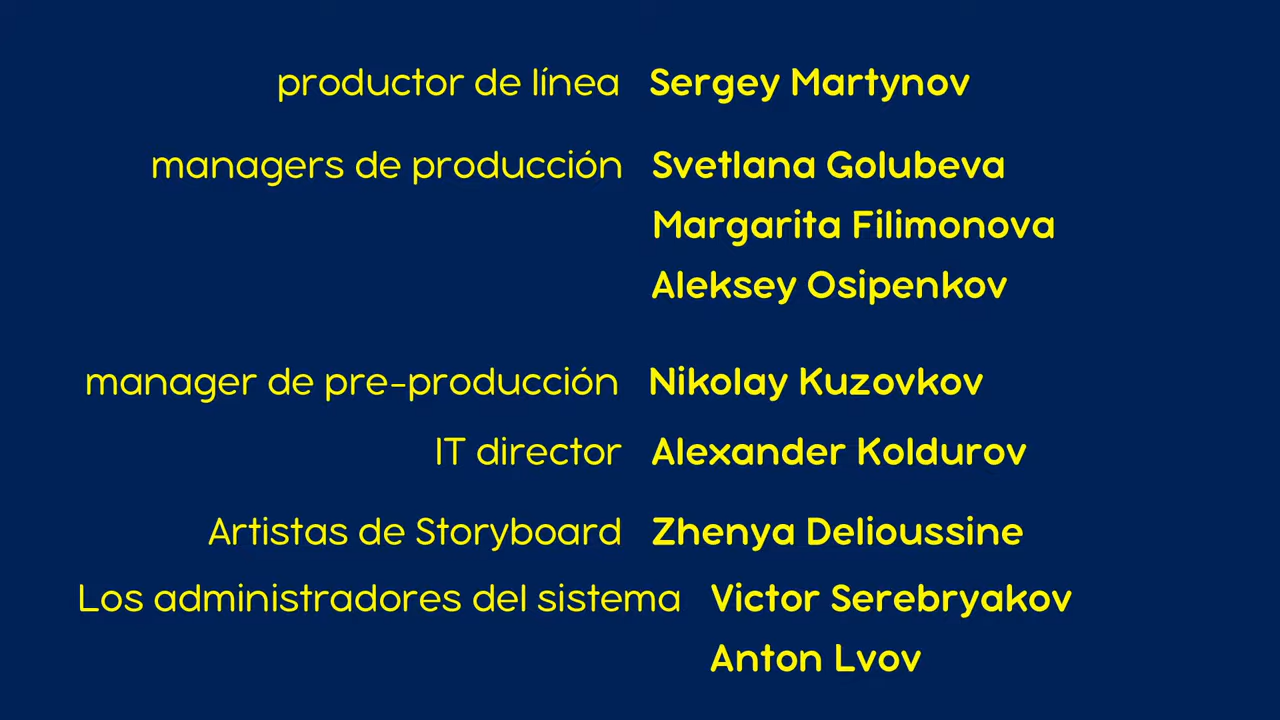 productor de línea Sergey Martynov
managers de producción Svetlana Golubeva
Margarita Filimonova
Aleksey Osipenkov
manager de pre-producción Nikolay Kuzovkov
IT director Alexander Koldurov
Artistas de Storyboard Zhenya Delioussine
Los administradores del sistema Victor Serebryakov
Anton Lvov